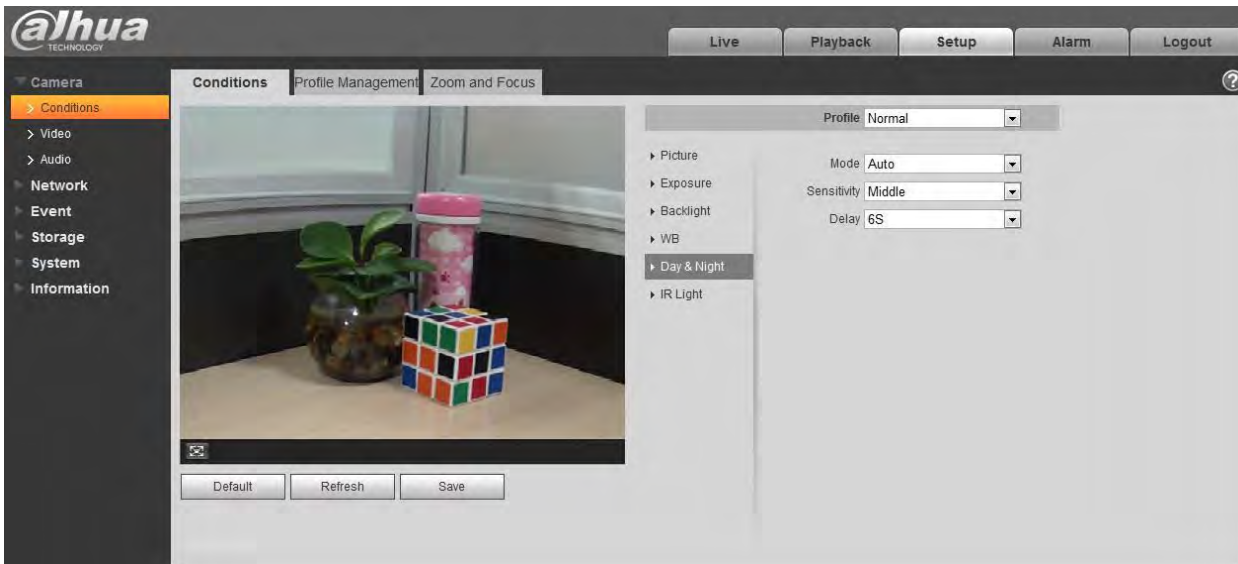 alhua
TECHNOLOGY
Live
Playback
Setup
Alarm
Logout
Camera
Conditions
Video
Audio
Network
Event
Storage
System
Information
Conditions
Profile Management
Zoom and Focus
?
Profile Normal
Picture
Exposure
Backlight
WB
Day & Night
IR Light
Mode Auto
Sensitivity Middle
Delay 6S
Default
Refresh
Save